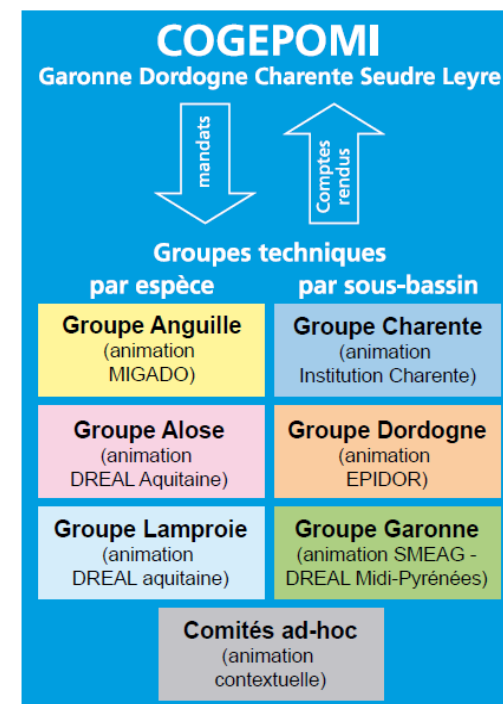 COGEPOMI
Garonne Dordogne Charente Seudre Leyre
mandats
Comptes
rendus
Groupes techniques
par espèce
par sous-bassin
Groupe Anguille
(animation
MIGADO)
Groupe Charente
(animation
Institution Charente)
Groupe Alose
(animation
DREAL Aquitaine)
Groupe Dordogne
(animation
EPIDOR)
Groupe Lamproie
(animation
DREAL aquitaine)
Groupe Garonne
(animation SMEAG -
DREAL Midi-Pyrénées)
Comités ad-hoc
(animation
contextuelle)